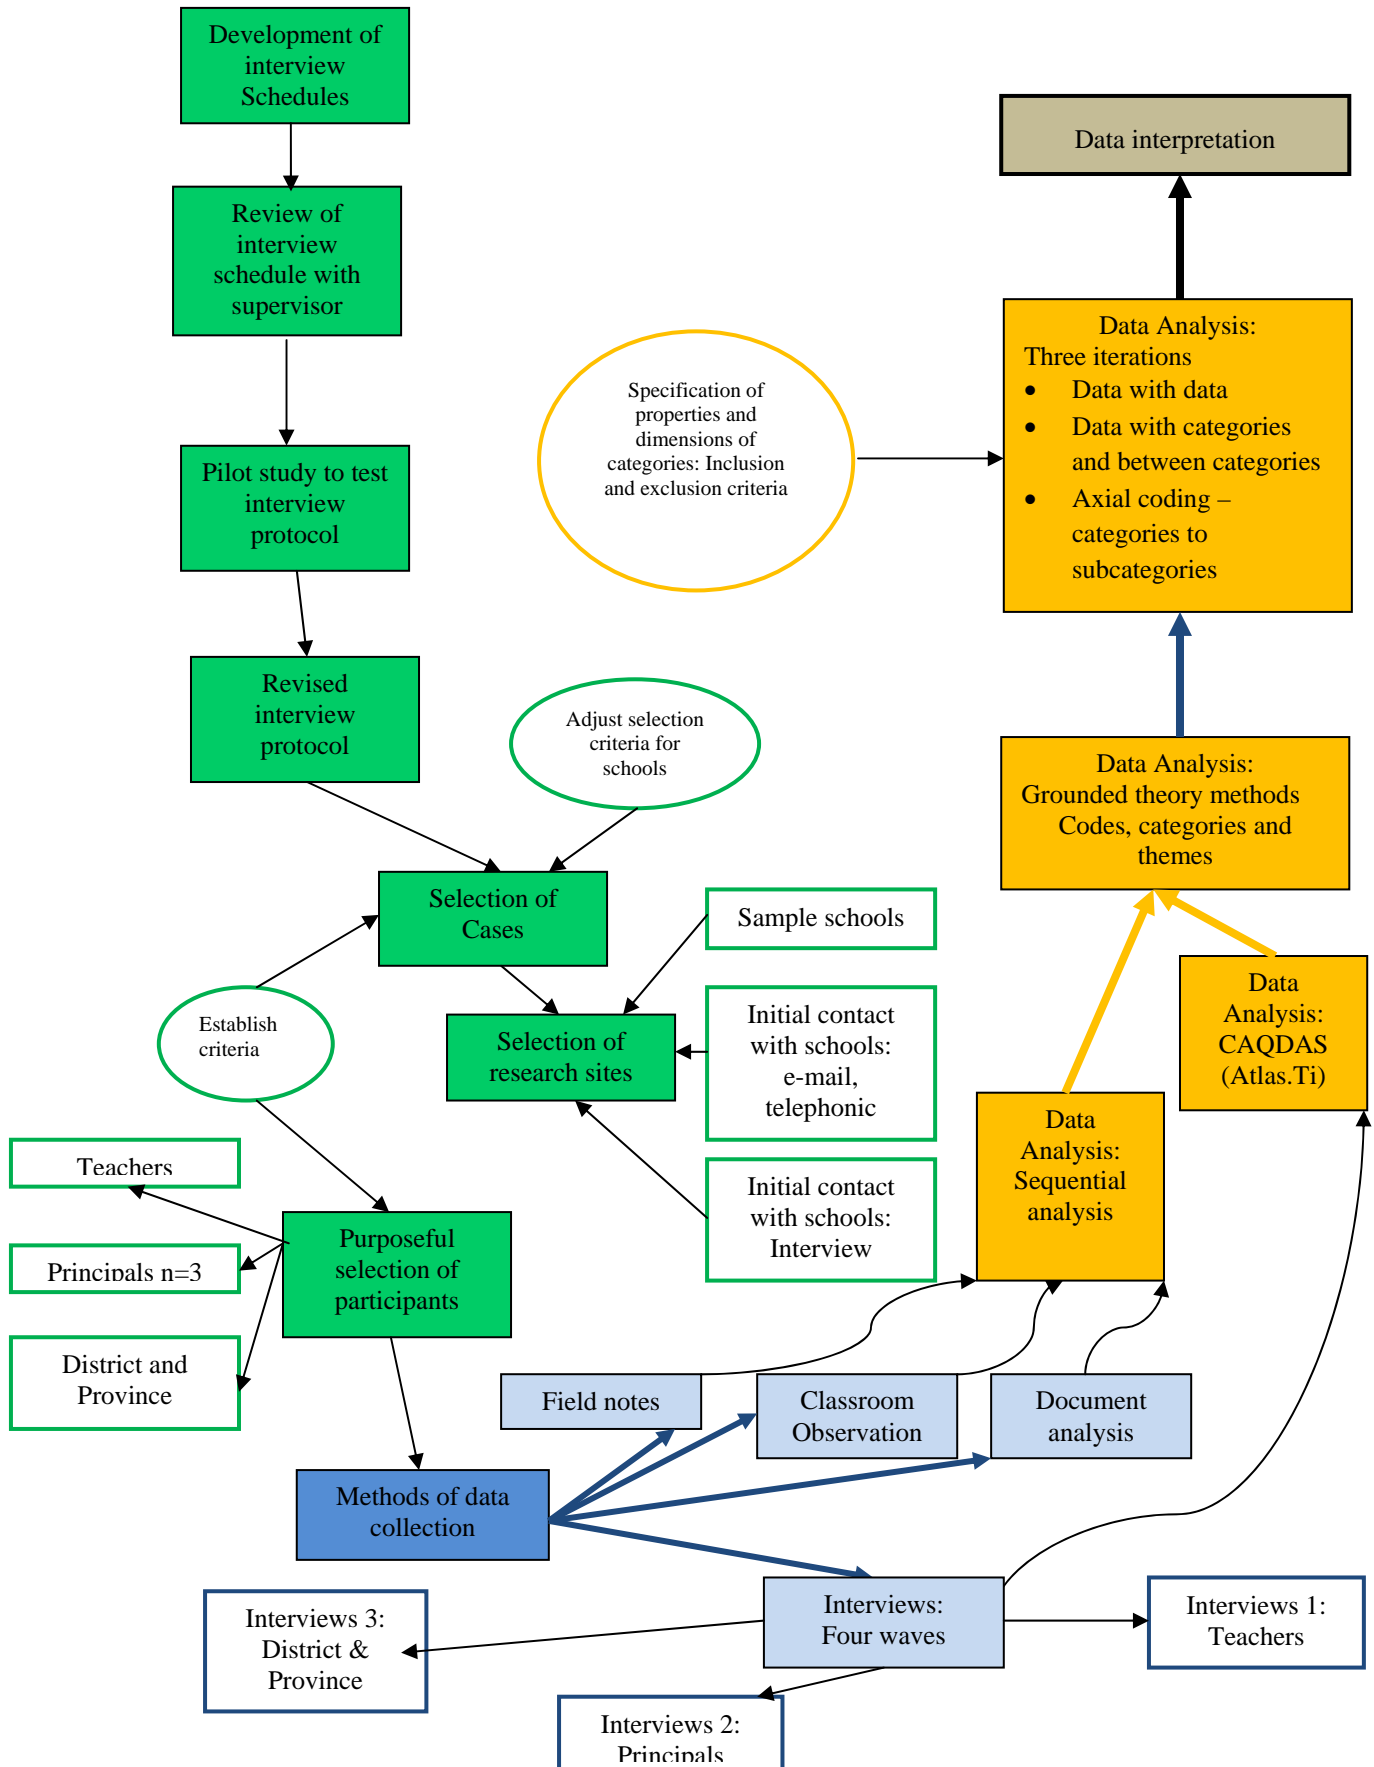 Development of
interview
Schedules
Review of
interview
schedule with
supervisor
Pilot study to test
interview
protocol
Revised
interview
protocol
Adjust selection
criteria for
schools
Selection of
Cases
Establish
criteria
Selection of
research sites
Sample schools
Initial contact
with schools:
e-mail,
telephonic
Initial contact
with schools:
Interview
Purposeful
selection of
participants
Teachers
Principals n=3
District and
Province
Methods of data
collection
Field notes
Classroom
Observation
Document
analysis
Interviews:
Four waves
Interviews 1:
Teachers
Interviews 2:
Principals
Interviews 3:
District &
Province
Data
Analysis:
Sequential
analysis
Data
Analysis:
CAQDAS
(Atlas.Ti)
Data Analysis:
Grounded theory methods
Codes, categories and
themes
Specification of
properties and
dimensions of
categories: Inclusion
and exclusion criteria
Data Analysis:
Three iterations
• Data with data
• Data with categories
and between categories
• Axial coding –
categories to
subcategories
Data interpretation